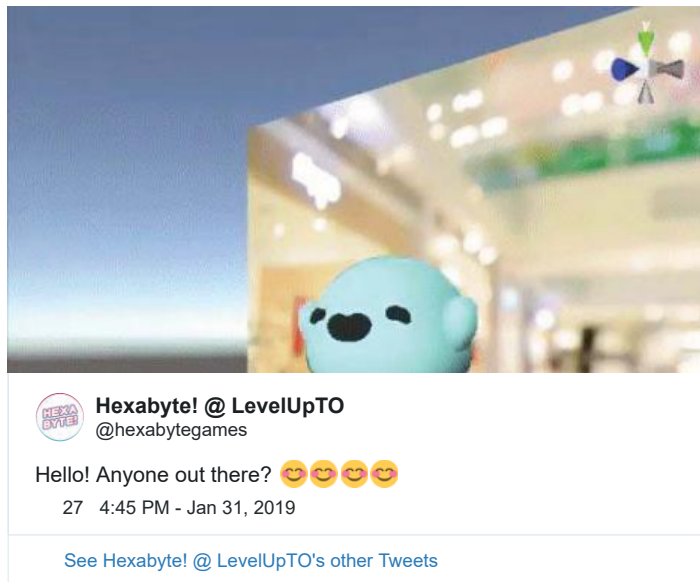 Y
HEXA
BYTE!
Hexabyte! @ LevelUpTO
@hexabytegames
Hello! Anyone out there? 😊😊😊😊
27 4:45 PM - Jan 31, 2019
See Hexabyte! @ LevelUpTO's other Tweets